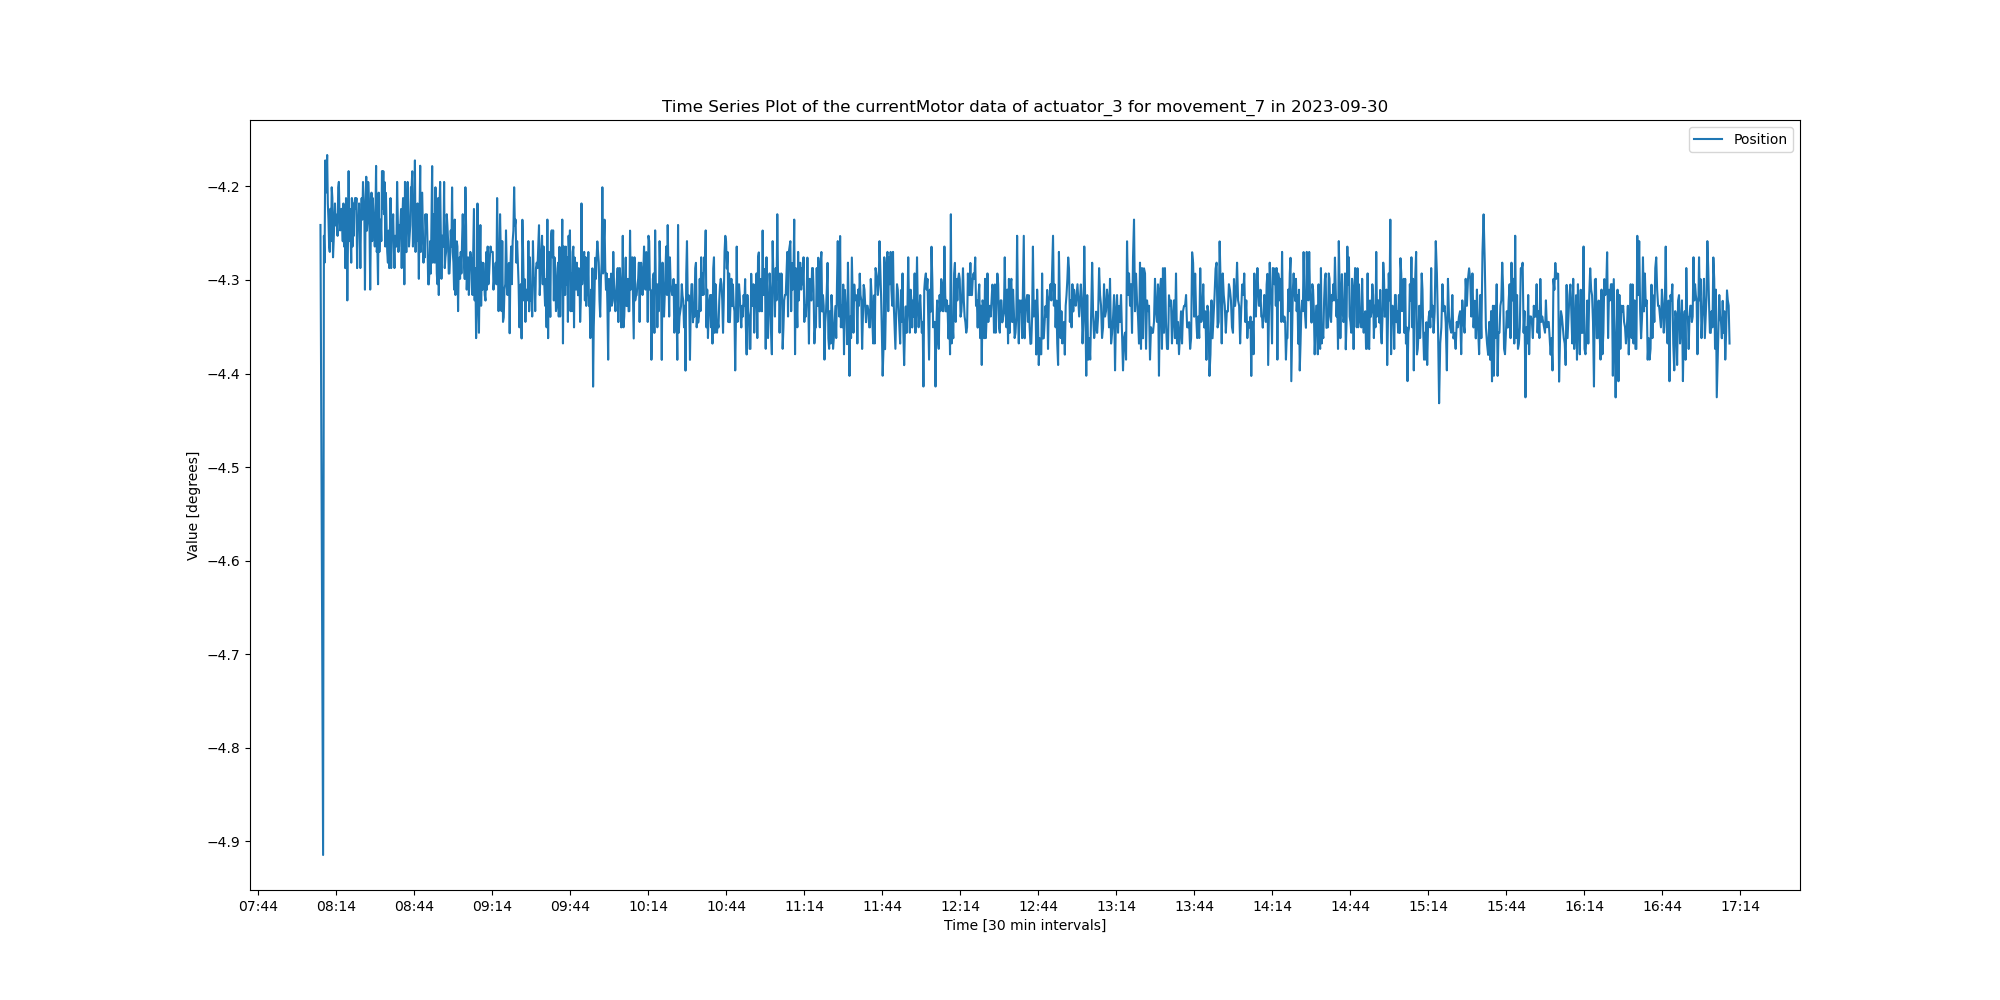 Time Series Plot of the currentMotor data of actuator_3 for movement_7 in 2023-09-30
Position
−4.2
−4.3
−4.4
−4.5
−4.6
−4.7
−4.8
−4.9
Value [degrees]
07:44 08:14 08:44 09:14 09:44 10:14 10:44 11:14 11:44 12:14 12:44 13:14 13:44 14:14 14:44 15:14 15:44 16:14 16:44 17:14
Time [30 min intervals]